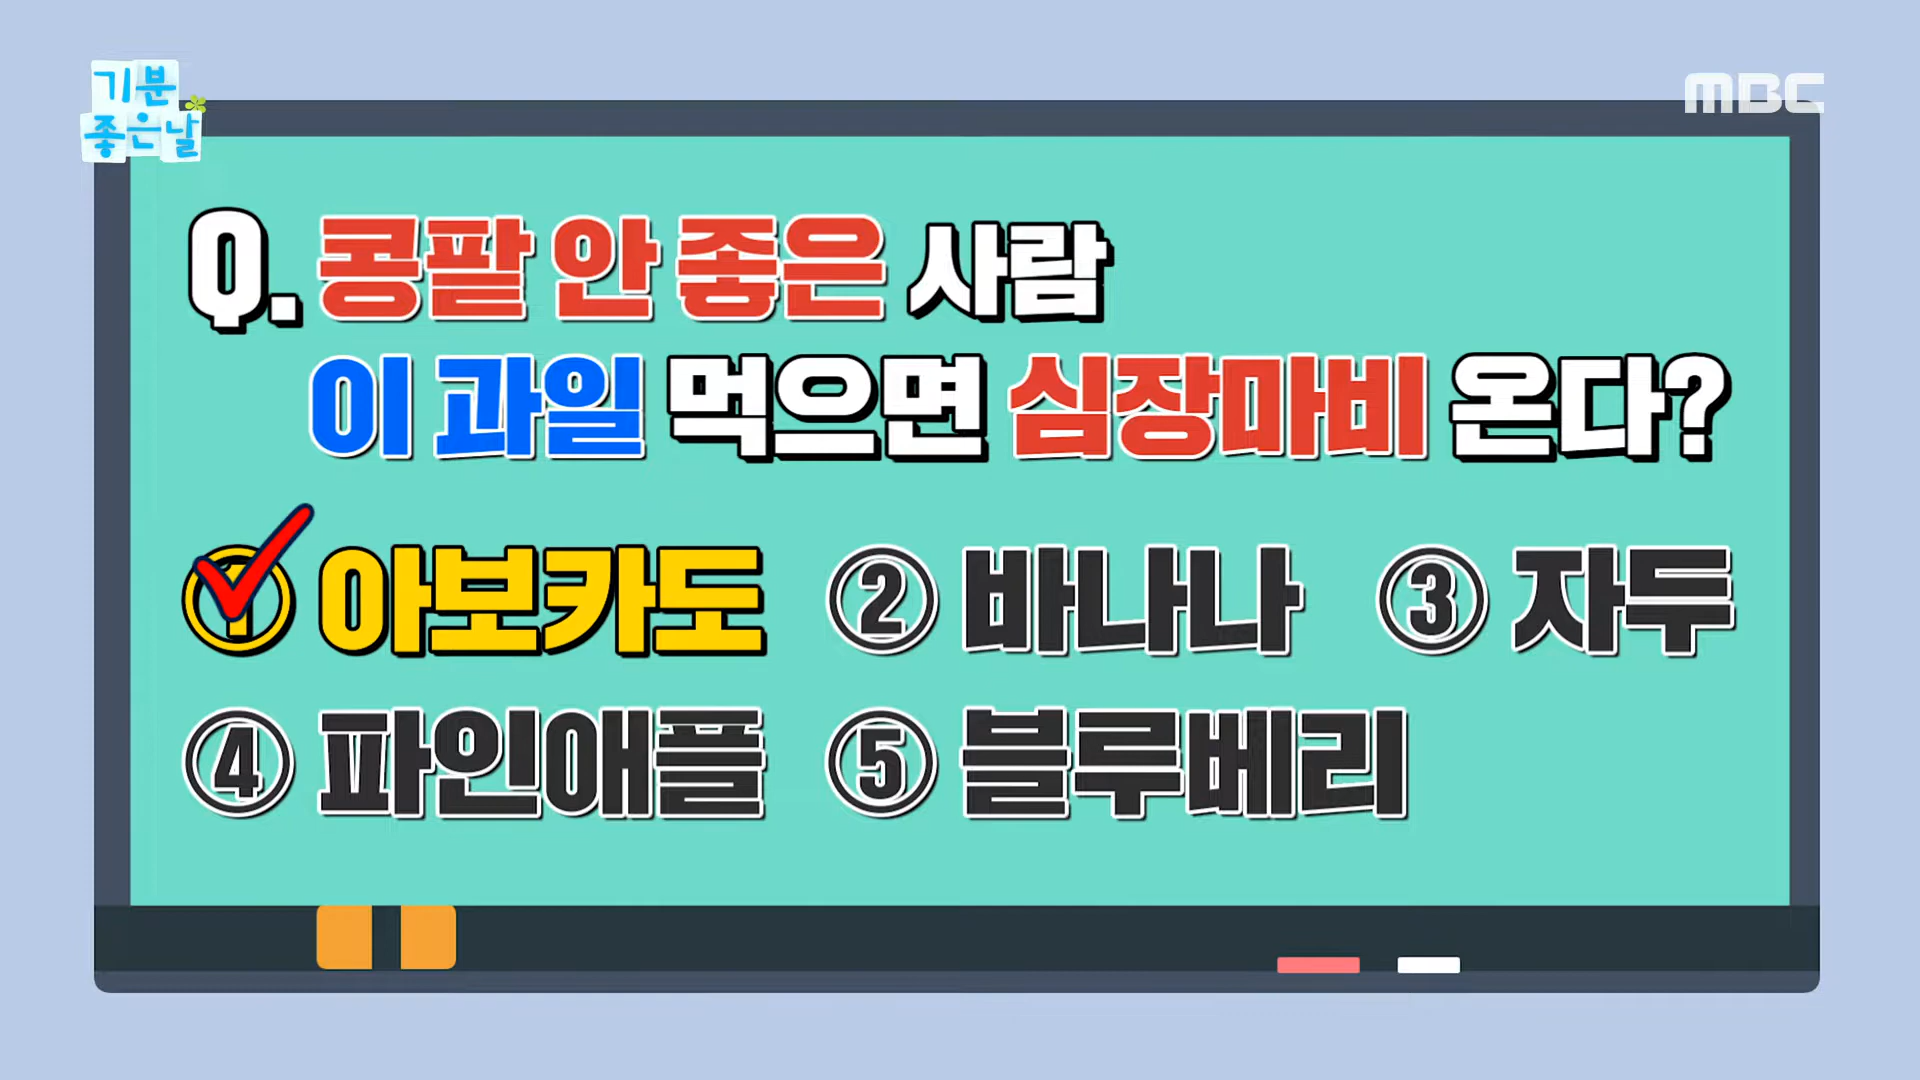 기분
좋은날
MBC
Q. 콩팥 안 좋은 사람
이 과일 먹으면 심장마비 온다?
① 아보카도 ② 바나나 ③ 자두
④ 파인애플 ⑤ 블루베리